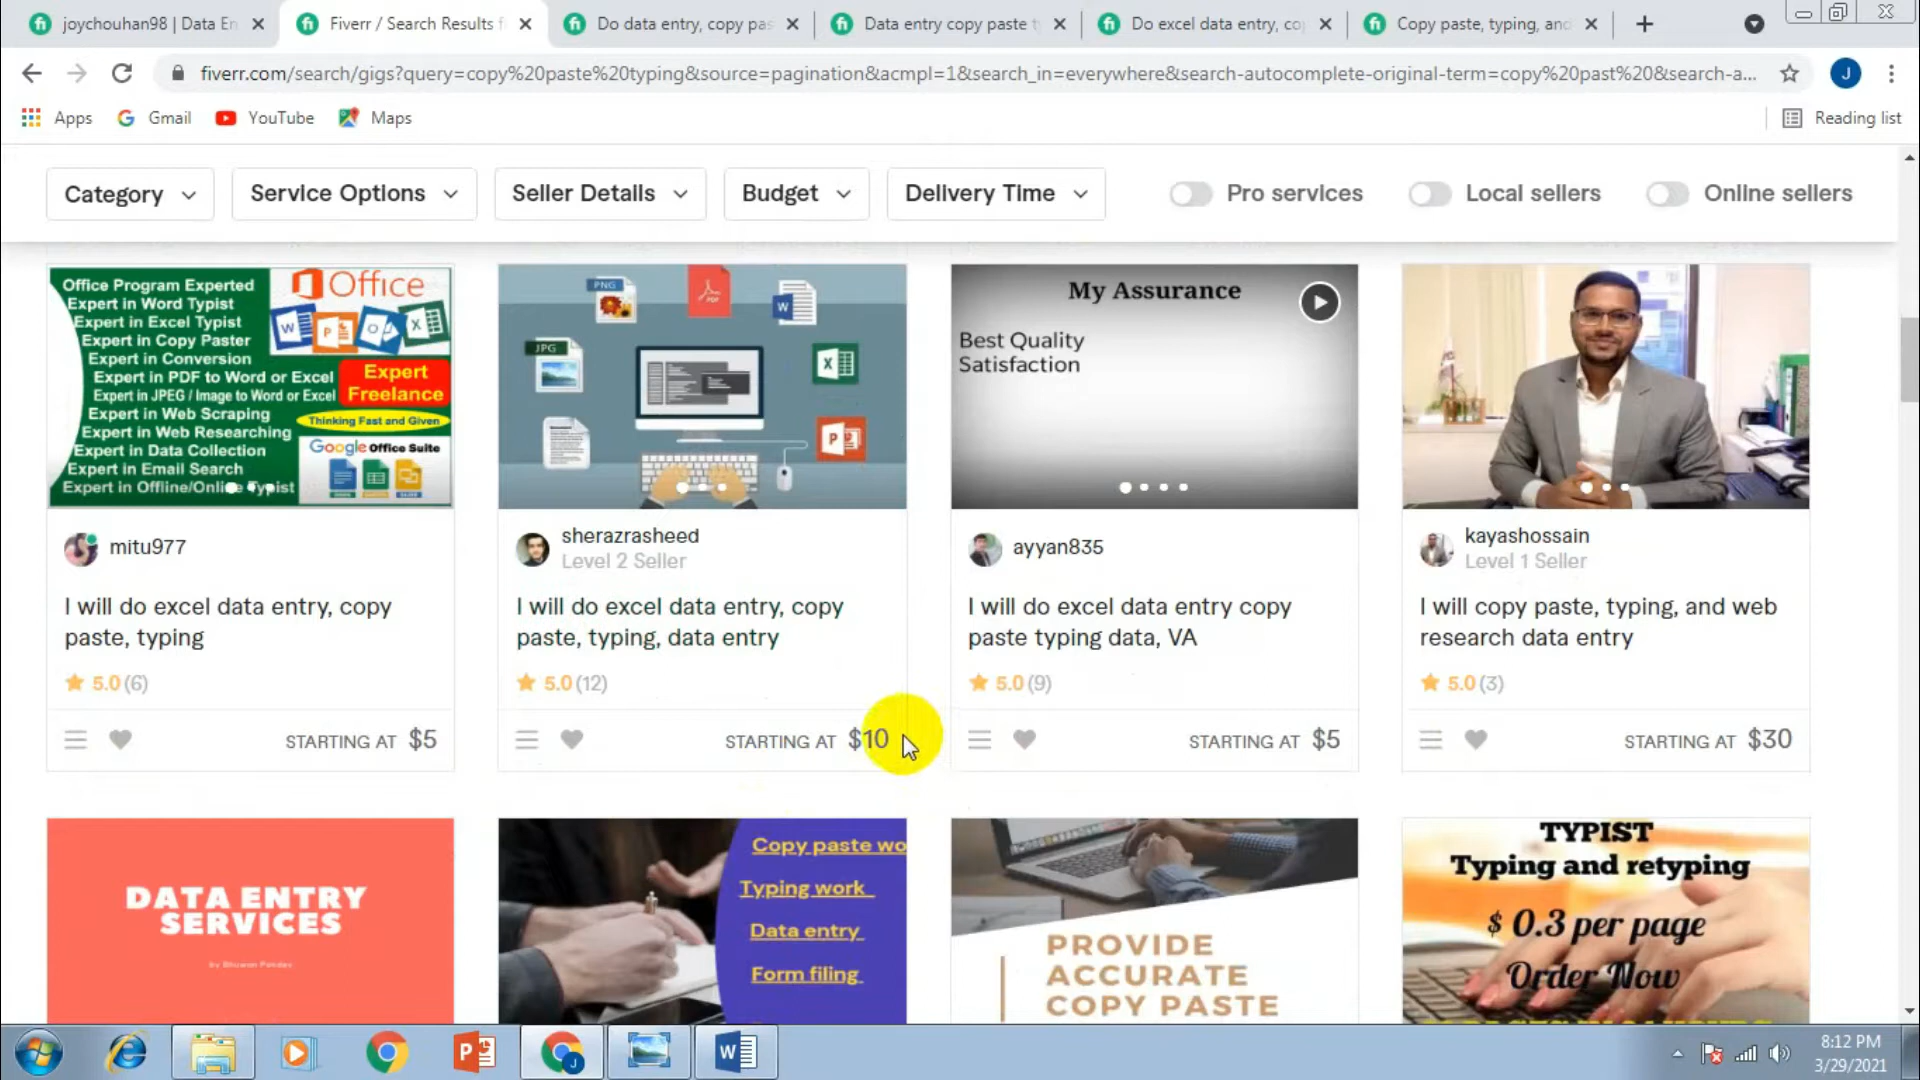 joychouhan98 | Data En
Fiverr / Search Results f
Do data entry, copy pas
Data entry copy paste t
Do excel data entry, co
Copy paste, typing, and
fiverr.com/search/gigs?query=copy%20paste%20typing&source=pagination&acmpl=1&search_in=everywhere&search-autocomplete-original-term=copy%20past%20&search-a...
J
Apps
Gmail
YouTube
Maps
Reading list
Category
Service Options
Seller Details
Budget
Delivery Time
Pro services
Local sellers
Online sellers
Office Program Experted
Expert in Word Typist
Expert in Excel Typist
Expert in Copy Paster
Expert in Conversion
Expert in PDF to Word or Excel
Expert in JPEG / Image to Word or Excel
Expert in Web Scraping
Expert in Web Researching
Expert in Data Collection
Expert in Email Search
Expert in Offline/Online Typist
Office
Expert
Freelance
Thinking Fast and Given
Google Office Suite
PNG
JPG
My Assurance
Best Quality
Satisfaction
mitu977
I will do excel data entry, copy
paste, typing
5.0 (6)
STARTING AT $5
sherazrasheed
Level 2 Seller
I will do excel data entry, copy
paste, typing, data entry
5.0 (12)
STARTING AT $10
ayyan835
I will do excel data entry copy
paste typing data, VA
5.0 (9)
STARTING AT $5
kayashossain
Level 1 Seller
I will copy paste, typing, and web
research data entry
5.0 (3)
STARTING AT $30
DATA ENTRY
SERVICES
Copy paste wo
Typing work
Data entry
Form filing
PROVIDE
ACCURATE
COPY PASTE
TYPIST
Typing and retyping
$ 0.3 per page
Order Now
8:12 PM
3/29/2021